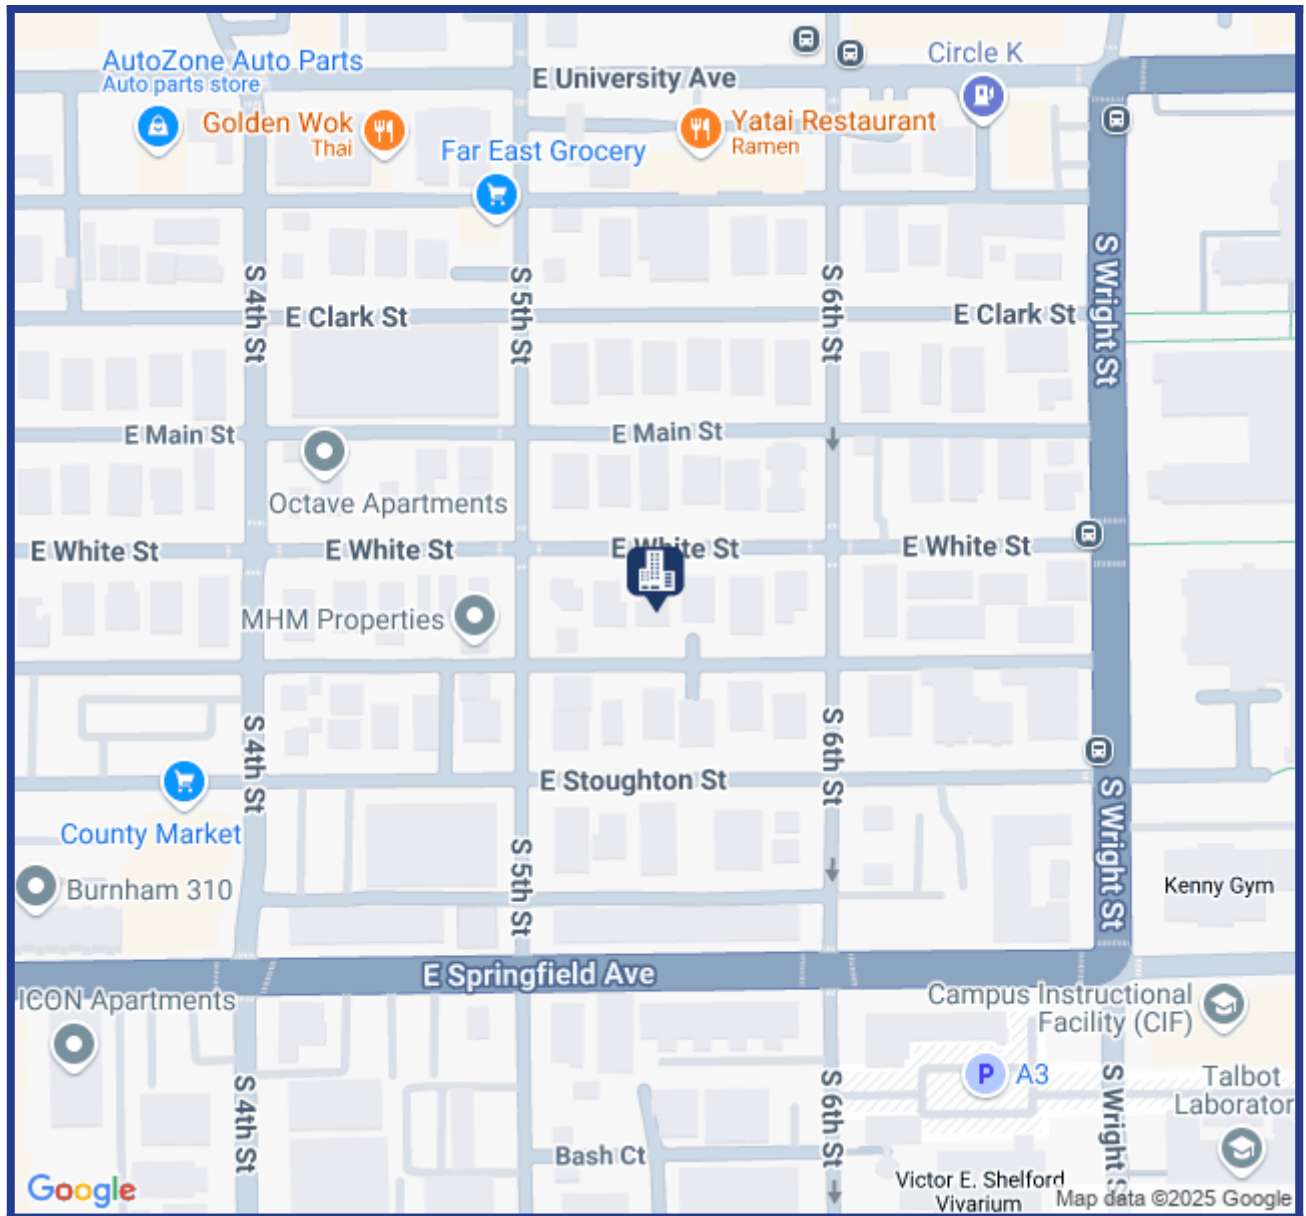 AutoZone Auto Parts
Auto parts store
Circle K
E University Ave
Golden Wok
Thai
Yatai Restaurant
Ramen
Far East Grocery
S 4th St
S 5th St
S 6th St
S Wright St
E Clark St
E Clark St
E Main St
E Main St
Octave Apartments
E White St
E White St
E White St
E White St
MHM Properties
S 4th St
S 6th St
E Stoughton St
County Market
S 5th St
S Wright St
Burnham 310
Kenny Gym
E Springfield Ave
ICON Apartments
Campus Instructional
Facility (CIF)
P
A3
S 4th St
S 6th St
S Wright S
Talbot
Laborator
Bash Ct
Victor E. Shelford
Vivarium
Google
Map data ©2025 Google